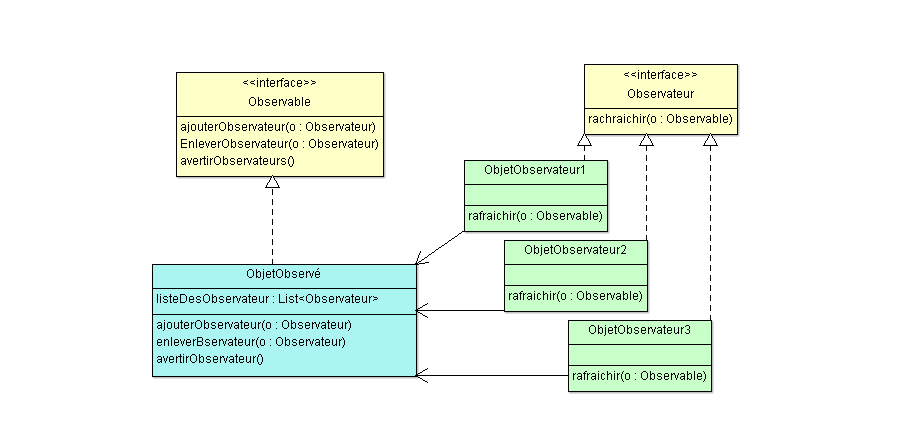 <<interface>>
Observable
ajouterObservateur(o : Observateur)
EnleverObservateur(o : Observateur)
avertirObservateurs()
<<interface>>
Observateur
rachraichir(o : Observable)
ObjetObservateur1
rafraichir(o : Observable)
ObjetObservateur2
rafraichir(o : Observable)
ObjetObservateur3
rafraichir(o : Observable)
ObjetObservé
listeDesObservateur : List<Observateur>
ajouterObservateur(o : Observateur)
enleverBservateur(o : Observateur)
avertirObservateur()